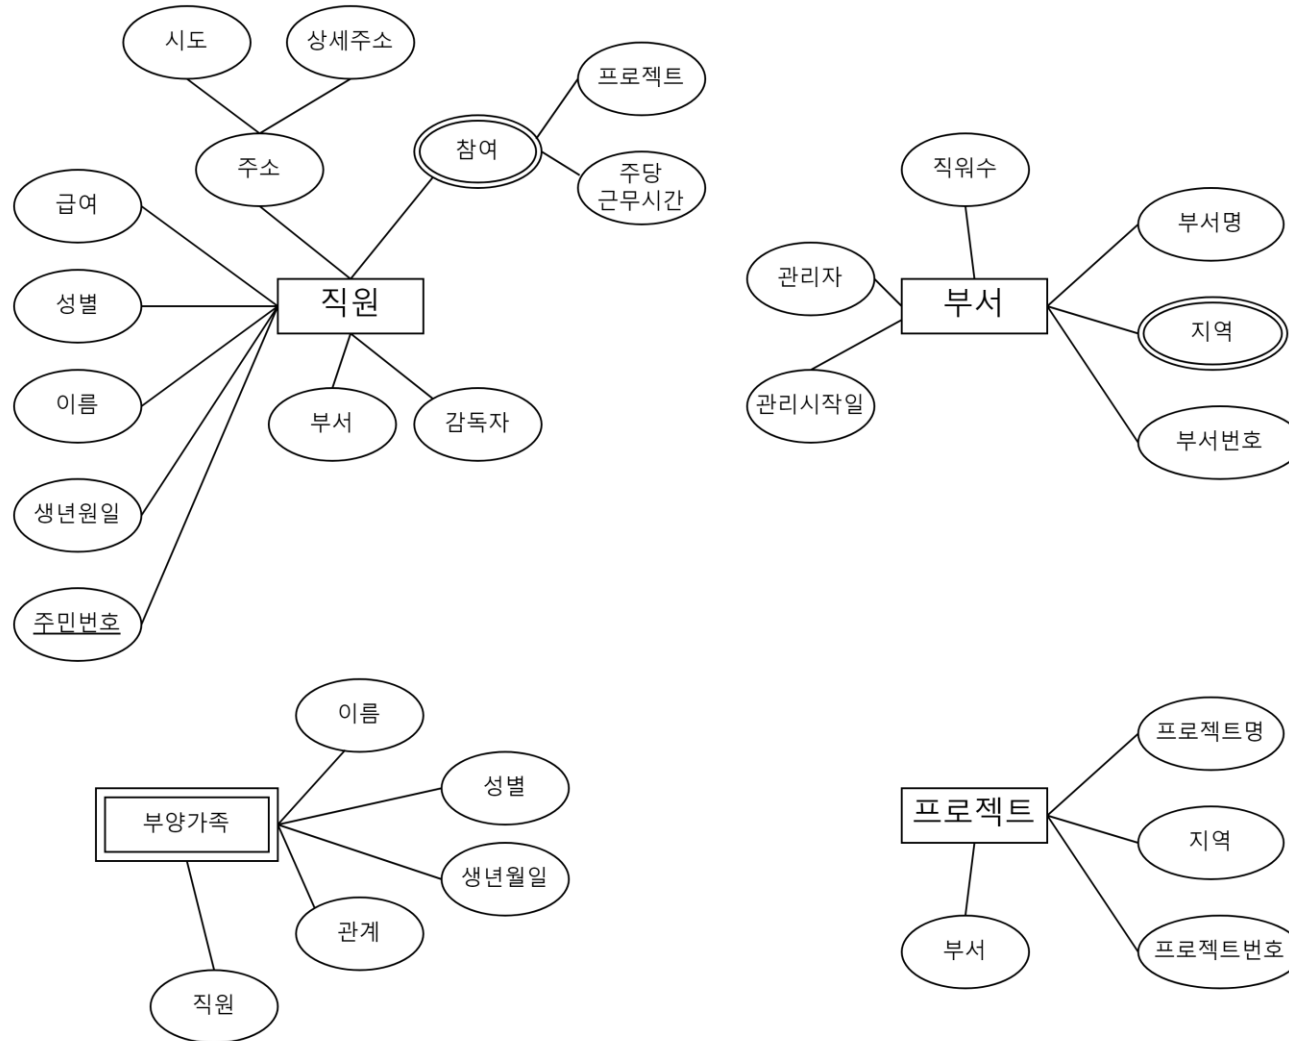 시도
상세주소
프로젝트
참여
주소
주당
근무시간
급여
성별
이름
생년원일
주민번호
직원
부서
감독자
직워수
관리자
부서
관리시작일
부서명
지역
부서번호
이름
성별
부양가족
생년월일
관계
직원
프로젝트명
프로젝트
지역
부서
프로젝트번호